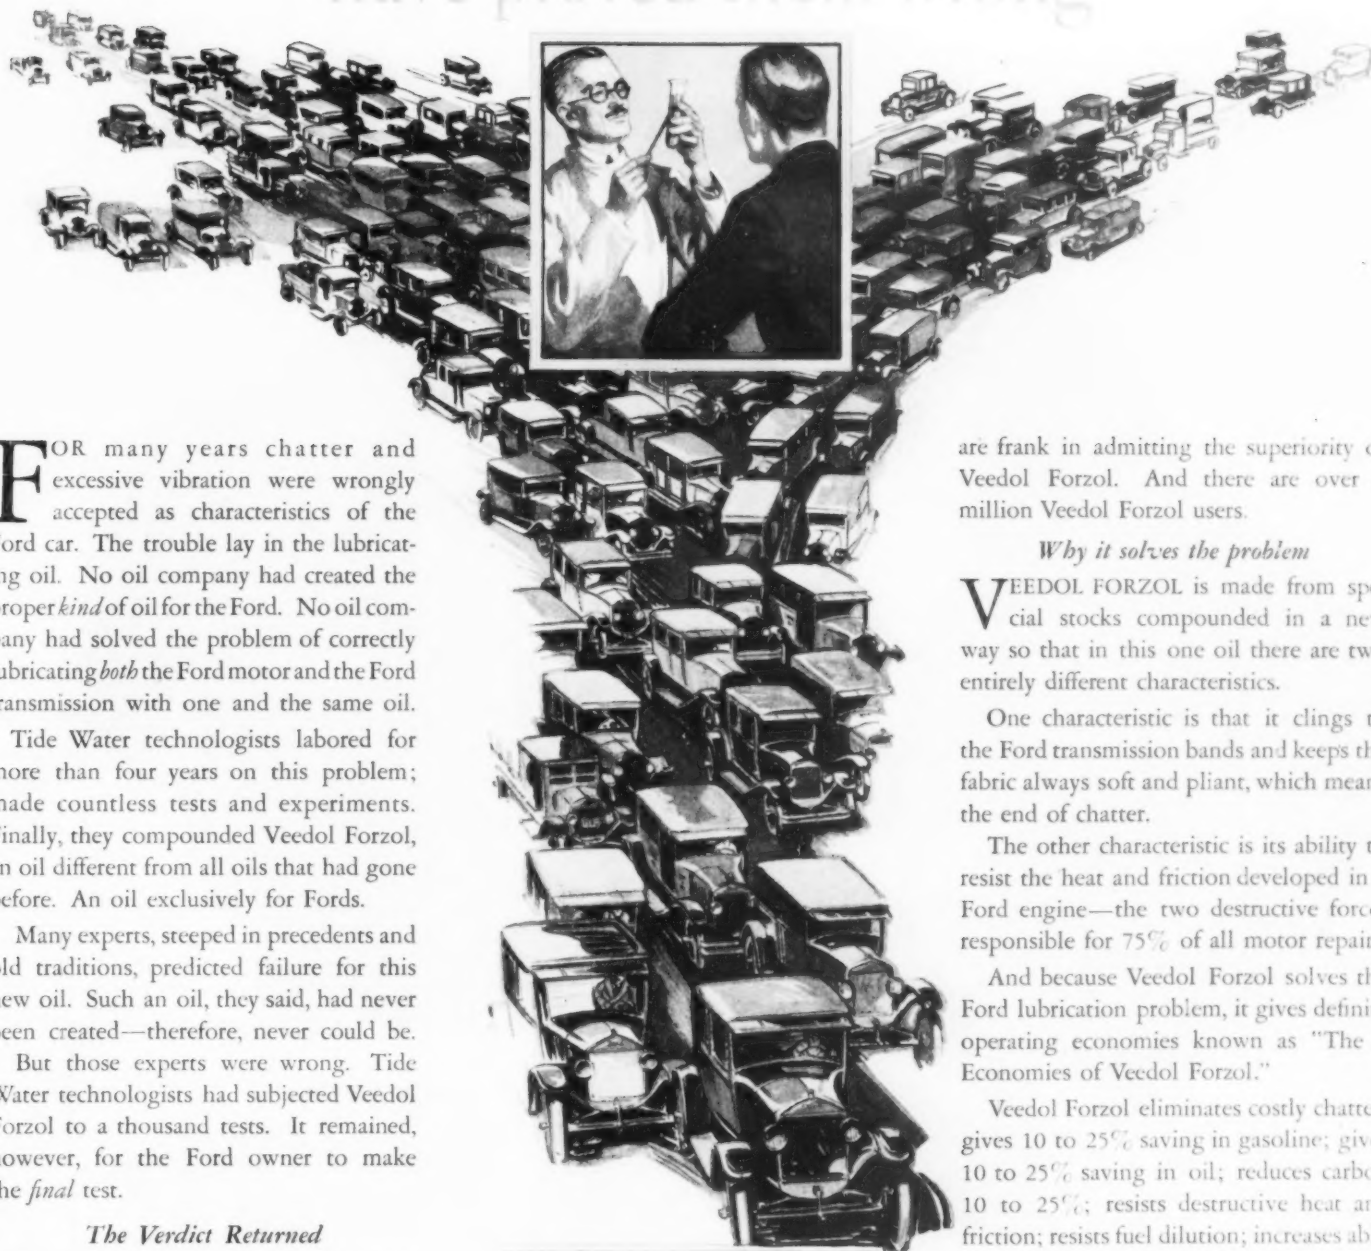 FOR many years chatter and
excessive vibration were wrongly
accepted as characteristics of the
ord car. The trouble lay in the lubricat-
ng oil. No oil company had created the
roper kind of oil for the Ford. No oil com-
any had solved the problem of correctly
ubricating both the Ford motor and the Ford
ransmission with one and the same oil.
Tide Water technologists labored for
ore than four years on this problem;
ade countless tests and experiments.
inally, they compounded Veedol Forzol,
n oil different from all oils that had gone
efore. An oil exclusively for Fords.
Many experts, steeped in precedents and
ld traditions, predicted failure for this
ew oil. Such an oil, they said, had never
een created—therefore, never could be.
But those experts were wrong. Tide
Water technologists had subjected Veedol
orzol to a thousand tests. It remained,
owever, for the Ford owner to make
he final test.
The Verdict Returned
are frank in admitting the superiority o
Veedol Forzol. And there are over
million Veedol Forzol users.
Why it solves the problem
VEEDOL FORZOL is made from spe
cial stocks compounded in a ne
way so that in this one oil there are tw
entirely different characteristics.
One characteristic is that it clings t
the Ford transmission bands and keeps th
fabric always soft and pliant, which mean
the end of chatter.
The other characteristic is its ability t
resist the heat and friction developed in
Ford engine—the two destructive force
responsible for 75% of all motor repair
And because Veedol Forzol solves th
Ford lubrication problem, it gives defini
operating economies known as "The
Economies of Veedol Forzol."
Veedol Forzol eliminates costly chatte
gives 10 to 25% saving in gasoline; giv
10 to 25% saving in oil; reduces carbo
10 to 25%; resists destructive heat an
friction; resists fuel dilution; increases abi